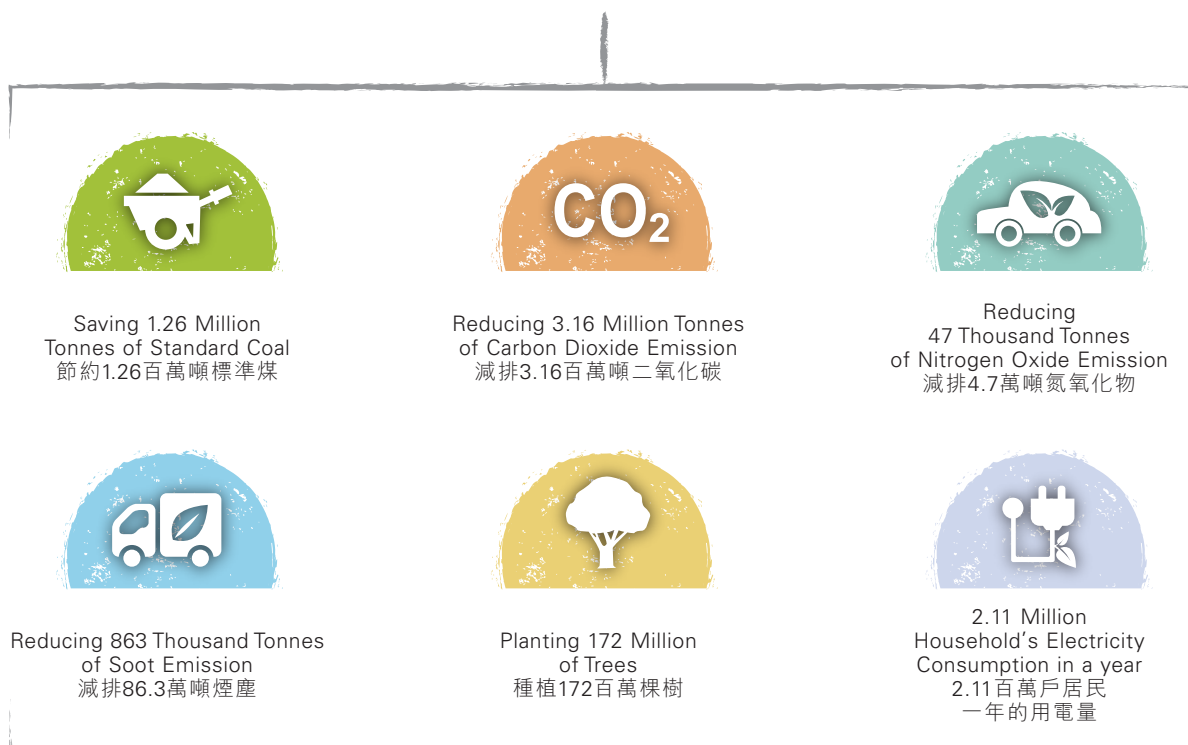 CO₂
Saving 1.26 Million
Tonnes of Standard Coal
節約1.26百萬噸標準煤
Reducing 3.16 Million Tonnes
of Carbon Dioxide Emission
減排3.16百萬噸二氧化碳
Reducing
47 Thousand Tonnes
of Nitrogen Oxide Emission
減排4.7萬噸氮氧化物
Reducing 863 Thousand Tonnes
of Soot Emission
減排86.3萬噸煙塵
Planting 172 Million
of Trees
種植172百萬棵樹
2.11 Million
Household's Electricity
Consumption in a year
2.11百萬戶居民
一年的用電量